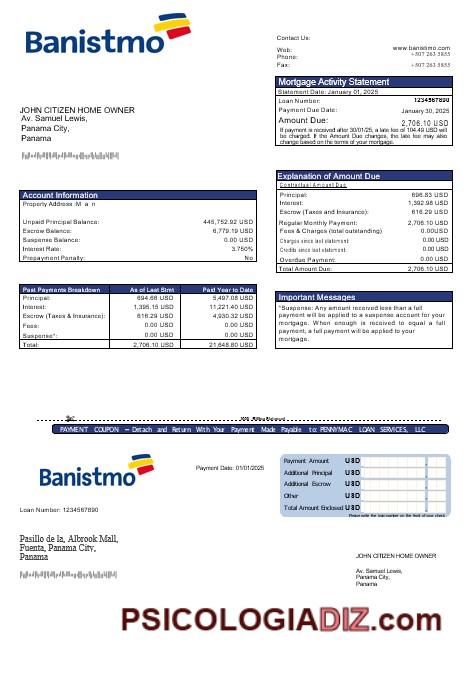 Banistmo
Contact Us:
Web: www.banistmo.com
Phone: +507 263 5855
Fax: +507 263 5855
Mortgage Activity Statement
Statement Date: January 01, 2025
Loan Number: 1234567890
Payment Due Date: January 30, 2025
Amount Due: 2,706.10 USD
If payment is received after 30/01/25, a late fee of 104.49 USD will
be charged. If the Amount Due changes, the late fee may also
change based on the terms of your mortgage.
JOHN CITIZEN HOME OWNER
Av. Samuel Lewis,
Panama City,
Panama
Explanation of Amount Due
Contractual Amount Due
Principal: 696.83 USD
Interest: 1,392.98 USD
Escrow (Taxes and Insurance): 616.29 USD
Regular Monthly Payment: 2,706.10 USD
Fees & Charges (total outstanding) 0.00USD
Charges since last statement: 0.00 USD
Credits since last statement: 0.00 USD
Overdue Payment: 0.00 USD
Total Amount Due: 2,706.10 USD
Account Information
Property Address: M a n
Unpaid Principal Balance: 445,752.92 USD
Escrow Balance: 6,779.19 USD
Suspense Balance: 0.00 USD
Interest Rate: 3.750%
Prepayment Penalty: No
Past Payments Breakdown As of Last Stmt Paid Year to Date
Principal: 694.66 USD 5,497.08 USD
Interest: 1,395.15 USD 11,221.40 USD
Escrow (Taxes & Insurance): 616.29 USD 4,930.32 USD
Fees: 0.00 USD 0.00 USD
Suspense*: 0.00 USD 0.00 USD
Total: 2,706.10 USD 21,648.80 USD
Important Messages
*Suspense: Any amount received less than a full
payment will be applied to a suspense account for your
mortgage. When enough is received to equal a full
payment, a full payment will be applied to your
mortgage.
PAYMENT COUPON – Detach and Return With Your Payment Made Payable to: PENNYMAC LOAN SERVICES, LLC
Banistmo
Payment Date: 01/01/2025
Payment Amount USD
Additional Principal USD
Additional Escrow USD
Other USD
Total Amount Enclosed USD
Please write the loan number on the front of your check.
Loan Number: 1234567890
Pasillo de la, Albrook Mall,
Fuenta, Panama City,
Panama
JOHN CITIZEN HOME OWNER
Av. Samuel Lewis,
Panama City,
Panama
PSICOLOGIADIZ.com